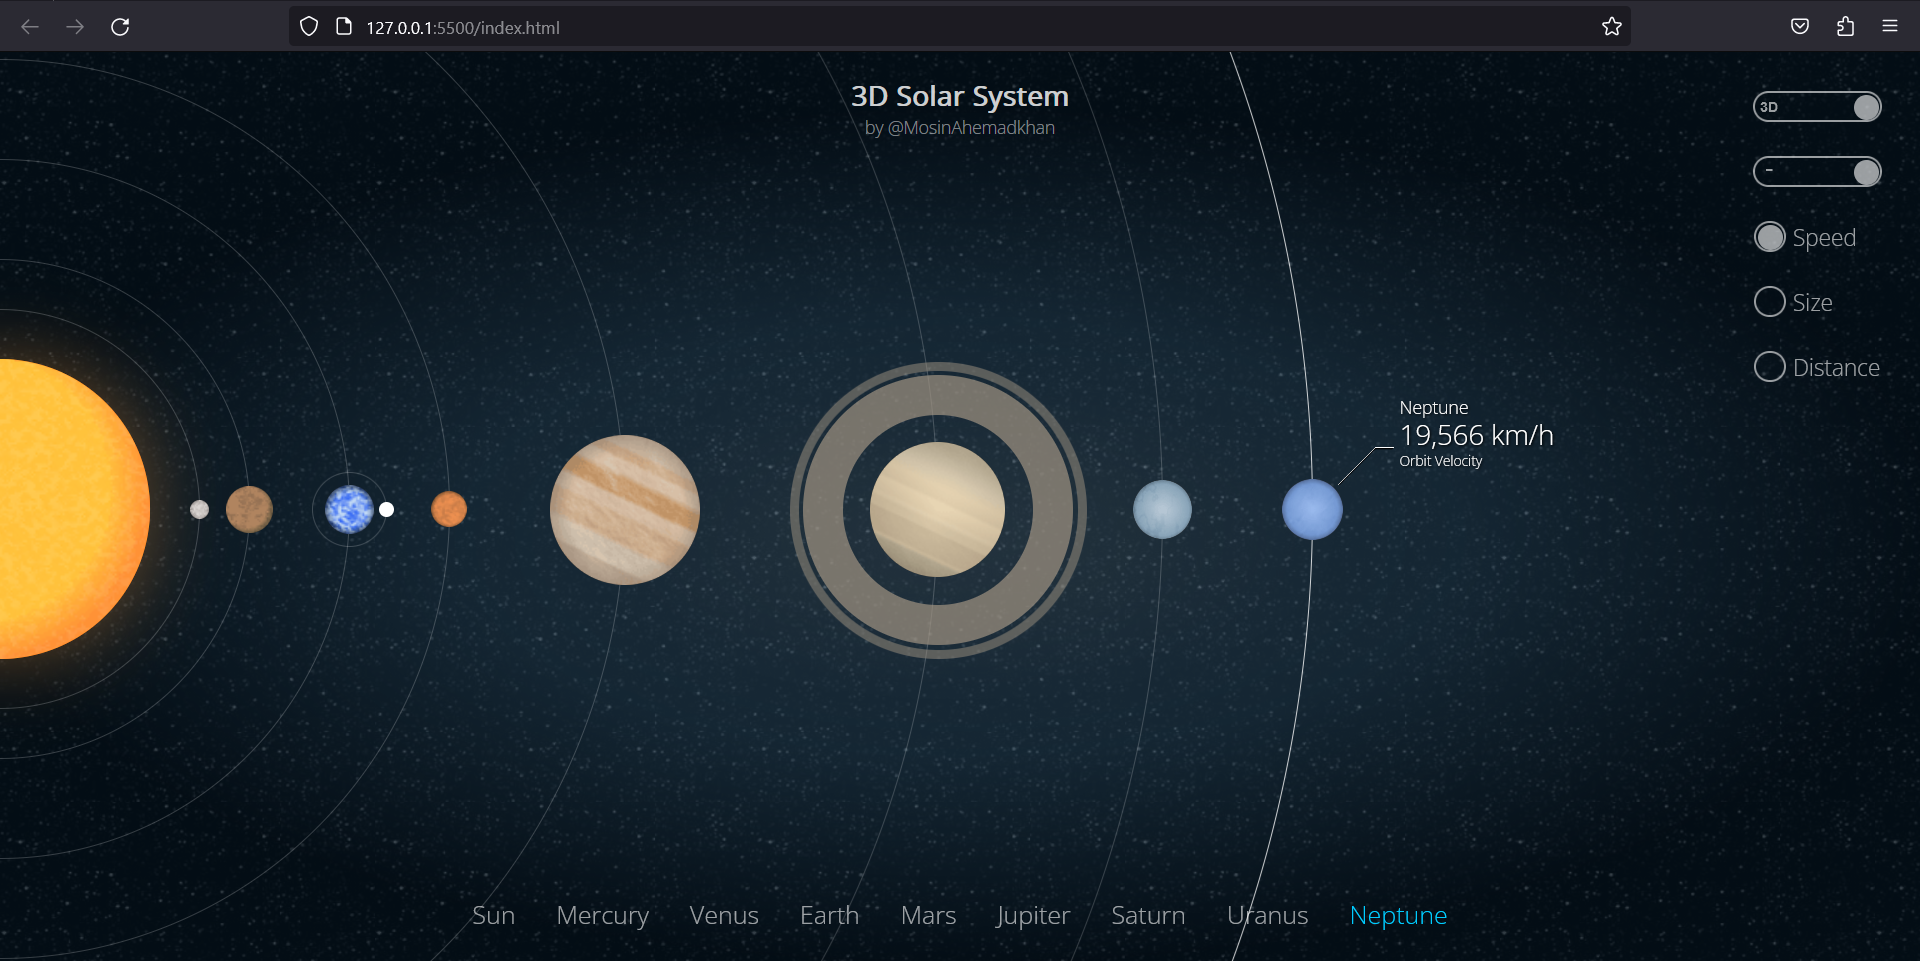 127.0.0.1:5500/index.html
3D Solar System
by @MosinAhemadkhan
3D
-
Speed
Size
Distance
Neptune
19,566 km/h
Orbit Velocity
Sun Mercury Venus Earth Mars Jupiter Saturn Uranus Neptune